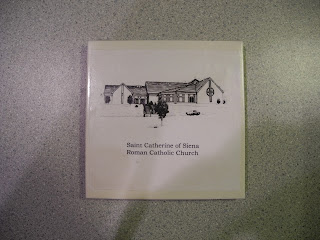 Saint Catherine of Siena
Roman Catholic Church